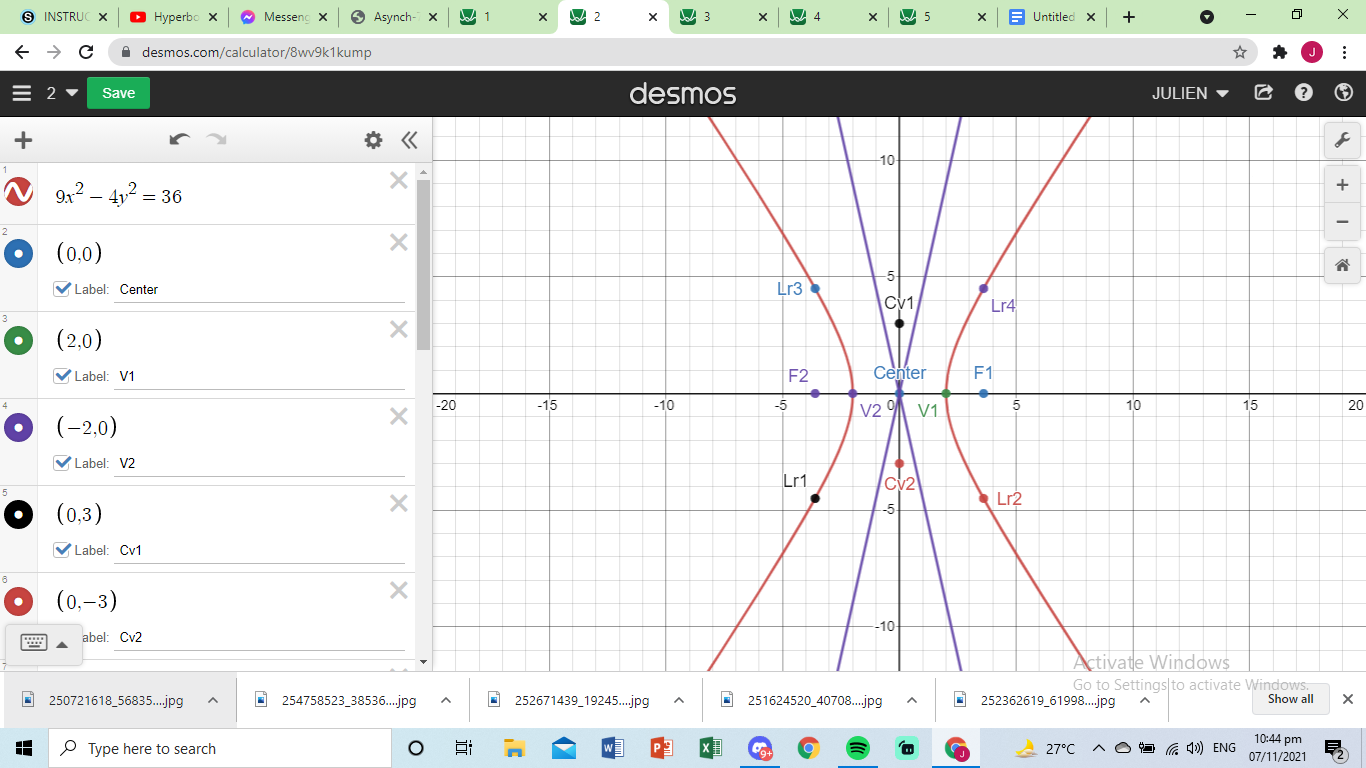 INSTRUC
Hyperbo
Messeng
Asynch-
1
2
3
4
5
Untitled
desmos.com/calculator/8wv9k1kump
J
2
Save
desmos
JULIEN
1
9x² − 4y² = 36
2
(0,0)
Label: Center
3
(2,0)
Label: V1
4
(−2,0)
Label: V2
5
(0,3)
Label: Cv1
6
(0,−3)
abel: Cv2
7
10
5
Lr3
Cv1
Lr4
F2
Center
F1
-20
-15
-10
-5
0
5
10
15
20
V2
V1
Lr1
Cv2
Lr2
-5
-10
Activate Windows
Go to Settings to activate Windows.
250721618_56835....jpg
254758523_38536....jpg
252671439_19245....jpg
251624520_40708....jpg
252362619_61998....jpg
Show all
Type here to search
9+
J
27°C
ENG
10:44 pm
07/11/2021
2